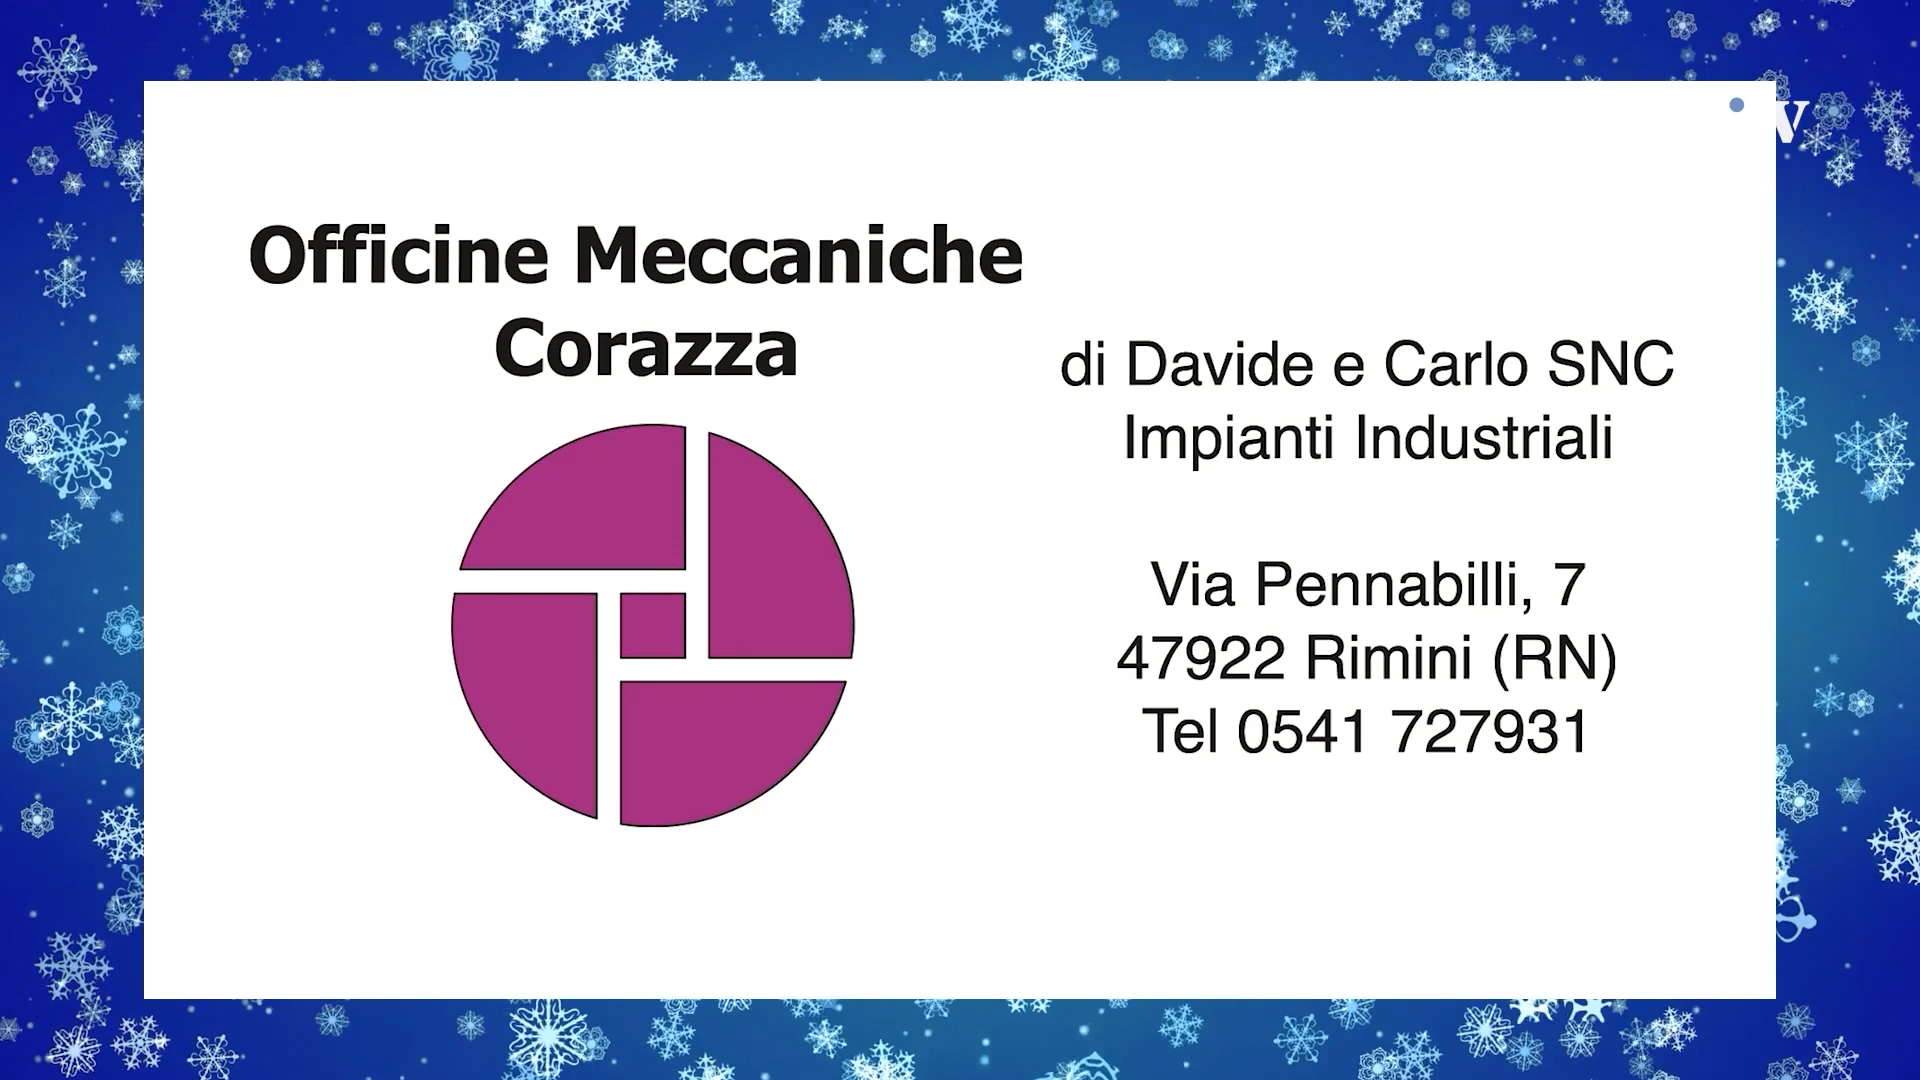 Officine Meccaniche
Corazza
di Davide e Carlo SNC
Impianti Industriali
Via Pennabilli, 7
47922 Rimini (RN)
Tel 0541 727931